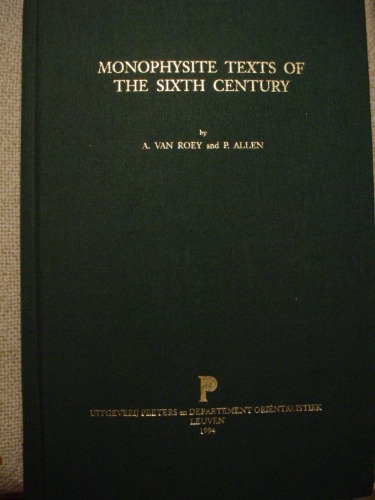 MONOPHYSITE TEXTS OF
THE SIXTH CENTURY
by
A. VAN ROEY and P. ALLEN
P
UITGEVERIJ PEETERS en DEPARTEMENT ORIËNTALISTIEK
LEUVEN
1994